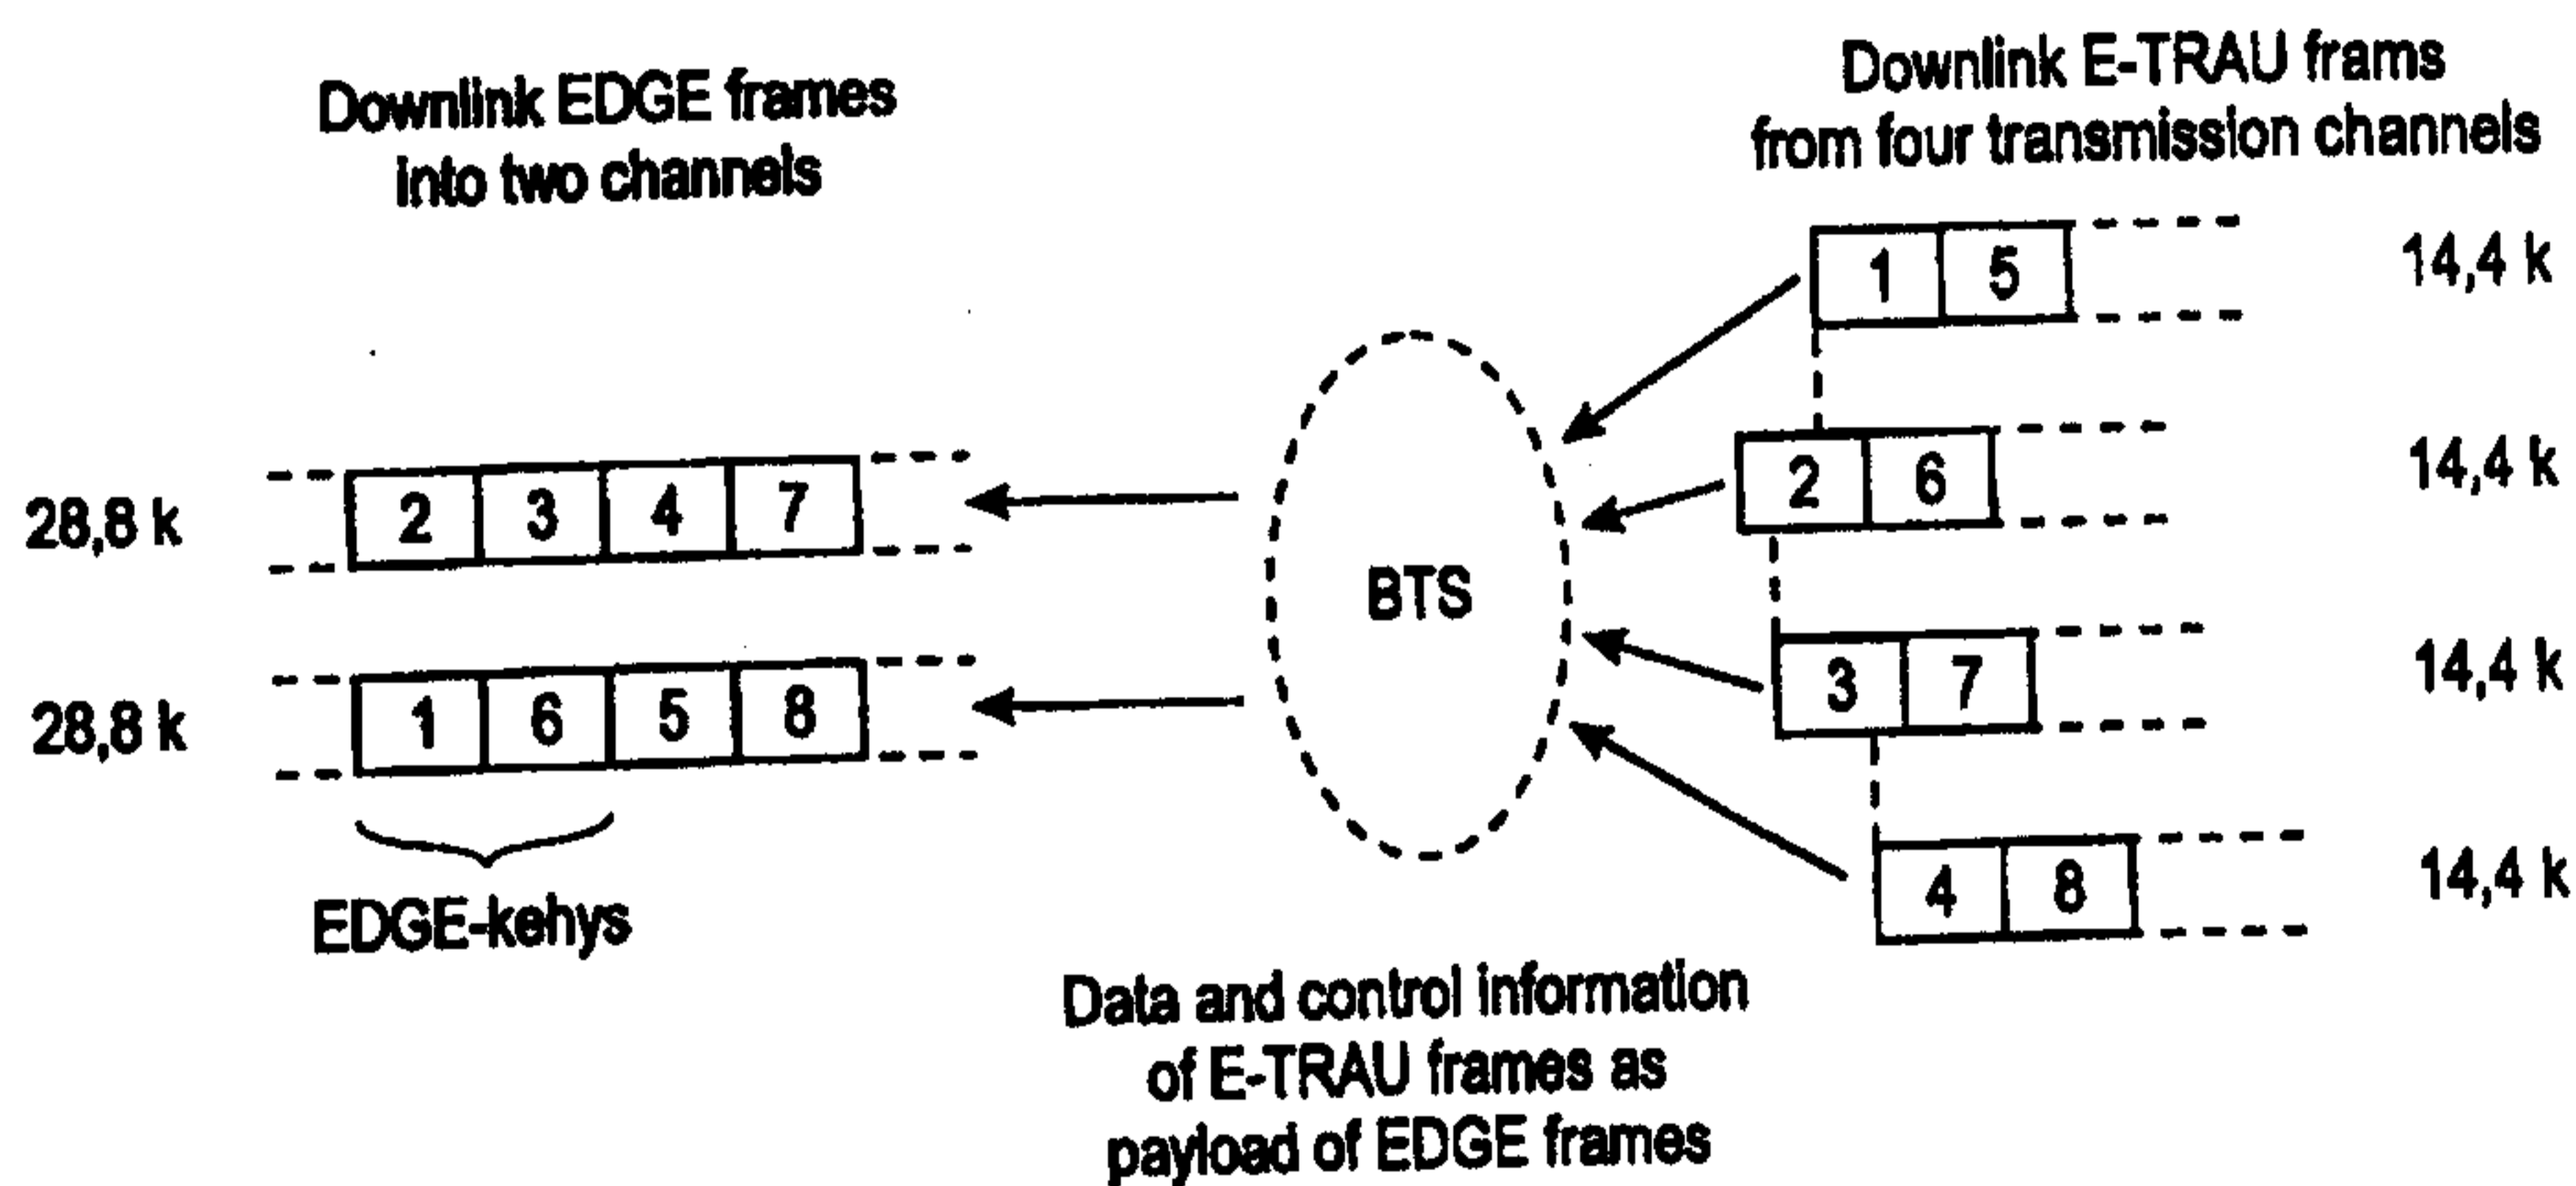 Downlink EDGE frames
into two channels
Downlink E-TRAU frams
from four transmission channels
1 5
14,4 k
2 6
14,4 k
28,8 k
2 3 4 7
BTS
3 7
14,4 k
28,8 k
1 6 5 8
4 8
14,4 k
EDGE-kehys
Data and control information
of E-TRAU frames as
payload of EDGE frames